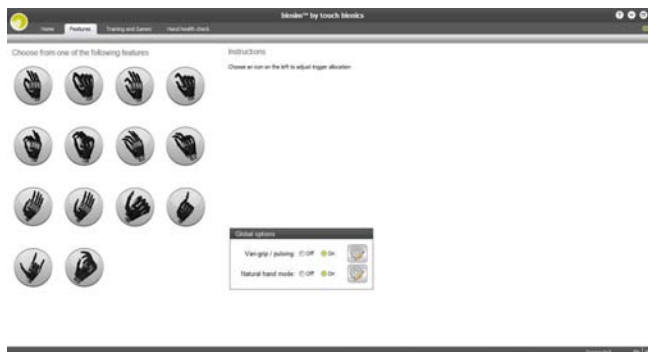 biosim™ by touch bionics
Home Features Training and Games Hand health check
Choose from one of the following features
Instructions
Choose an icon on the left to adjust trigger allocation
Global options
Vari-grip / pulsing: Off On
Natural hand mode: Off On